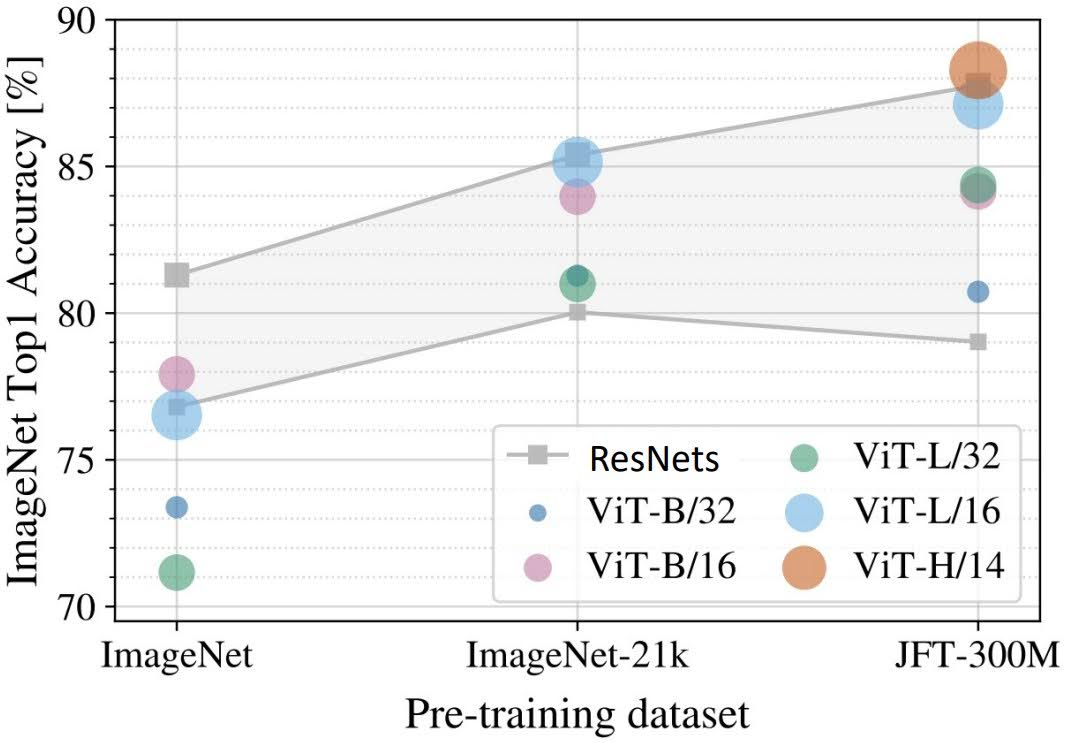 ImageNet Top1 Accuracy [%]
90
85
80
75
70
ResNets
ViT-B/32
ViT-B/16
ViT-L/32
ViT-L/16
ViT-H/14
ImageNet
ImageNet-21k
JFT-300M
Pre-training dataset